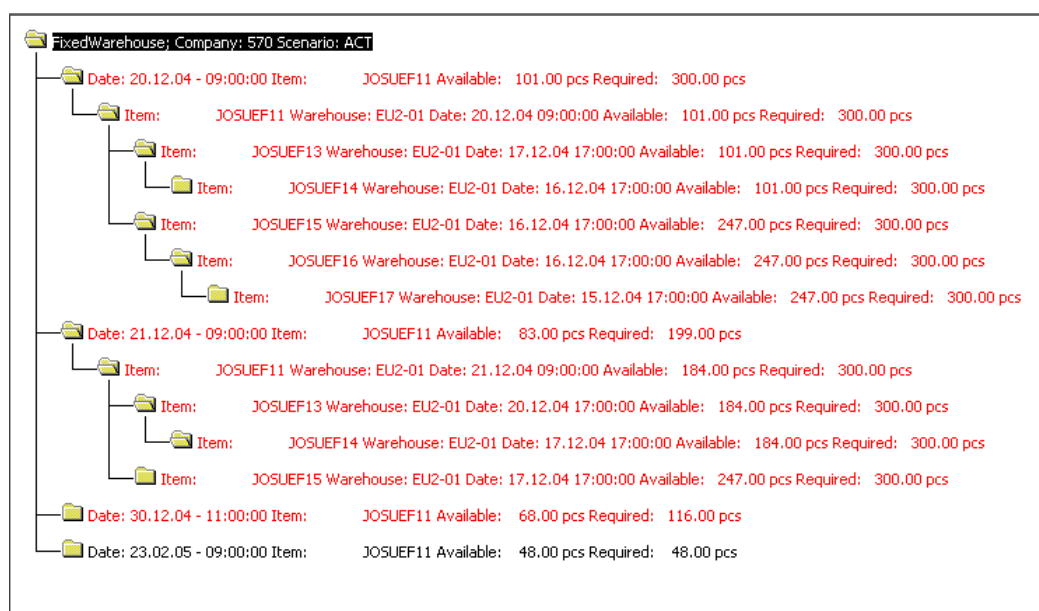 FixedWarehouse; Company: 570 Scenario: ACT
Date: 20.12.04 - 09:00:00 Item: JOSUEF11 Available: 101.00 pcs Required: 300.00 pcs
Item: JOSUEF11 Warehouse: EU2-01 Date: 20.12.04 09:00:00 Available: 101.00 pcs Required: 300.00 pcs
Item: JOSUEF13 Warehouse: EU2-01 Date: 17.12.04 17:00:00 Available: 101.00 pcs Required: 300.00 pcs
Item: JOSUEF14 Warehouse: EU2-01 Date: 16.12.04 17:00:00 Available: 101.00 pcs Required: 300.00 pcs
Item: JOSUEF15 Warehouse: EU2-01 Date: 16.12.04 17:00:00 Available: 247.00 pcs Required: 300.00 pcs
Item: JOSUEF16 Warehouse: EU2-01 Date: 16.12.04 17:00:00 Available: 247.00 pcs Required: 300.00 pcs
Item: JOSUEF17 Warehouse: EU2-01 Date: 15.12.04 17:00:00 Available: 247.00 pcs Required: 300.00 pcs
Date: 21.12.04 - 09:00:00 Item: JOSUEF11 Available: 83.00 pcs Required: 199.00 pcs
Item: JOSUEF11 Warehouse: EU2-01 Date: 21.12.04 09:00:00 Available: 184.00 pcs Required: 300.00 pcs
Item: JOSUEF13 Warehouse: EU2-01 Date: 20.12.04 17:00:00 Available: 184.00 pcs Required: 300.00 pcs
Item: JOSUEF14 Warehouse: EU2-01 Date: 17.12.04 17:00:00 Available: 184.00 pcs Required: 300.00 pcs
Item: JOSUEF15 Warehouse: EU2-01 Date: 17.12.04 17:00:00 Available: 247.00 pcs Required: 300.00 pcs
Date: 30.12.04 - 11:00:00 Item: JOSUEF11 Available: 68.00 pcs Required: 116.00 pcs
Date: 23.02.05 - 09:00:00 Item: JOSUEF11 Available: 48.00 pcs Required: 48.00 pcs